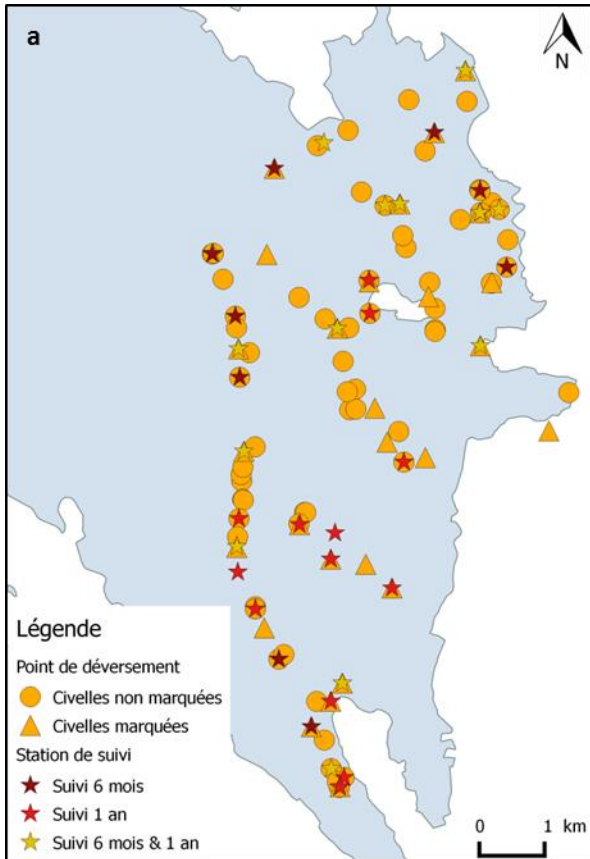 a
N
Légende
Point de déversement
Civelles non marquées
Civelles marquées
Station de suivi
Suivi 6 mois
Suivi 1 an
Suivi 6 mois & 1 an
0 1 km